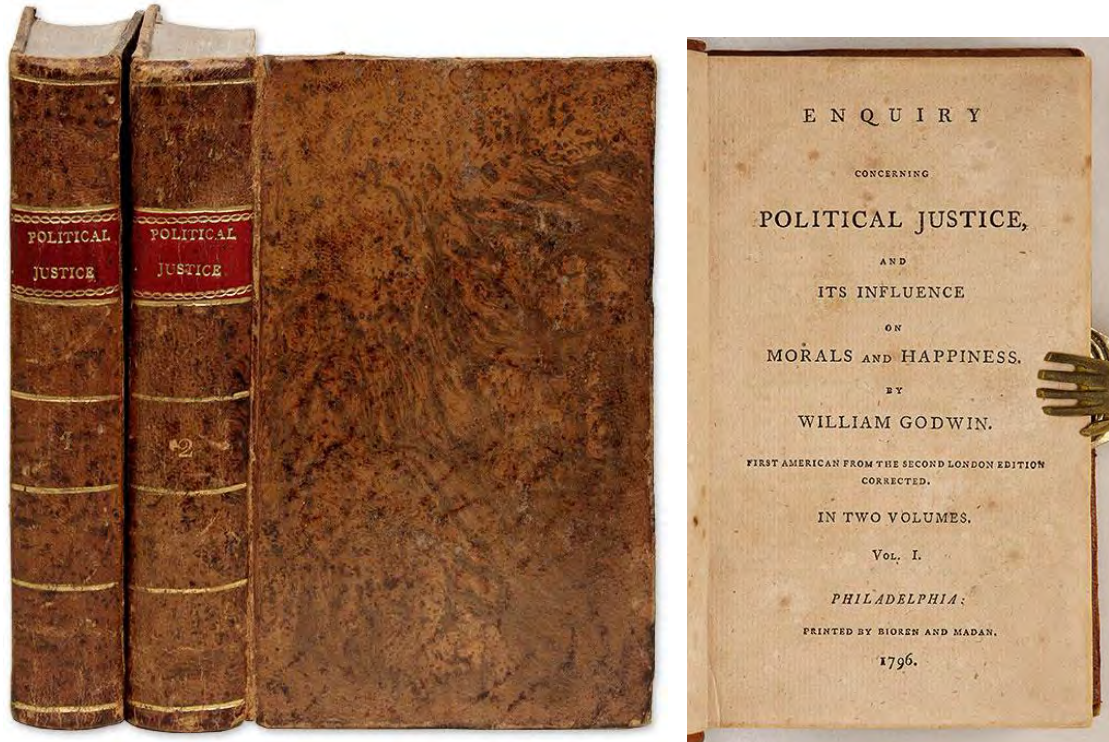 POLITICAL
JUSTICE
1
POLITICAL
JUSTICE
2
ENQUIRY
CONCERNING
POLITICAL JUSTICE,
AND
ITS INFLUENCE
ON
MORALS AND HAPPINESS.
BY
WILLIAM GODWIN.
FIRST AMERICAN FROM THE SECOND LONDON EDITION
CORRECTED.
IN TWO VOLUMES.
VOL. I.
PHILADELPHIA:
PRINTED BY BIOREN AND MADAN.
1796.